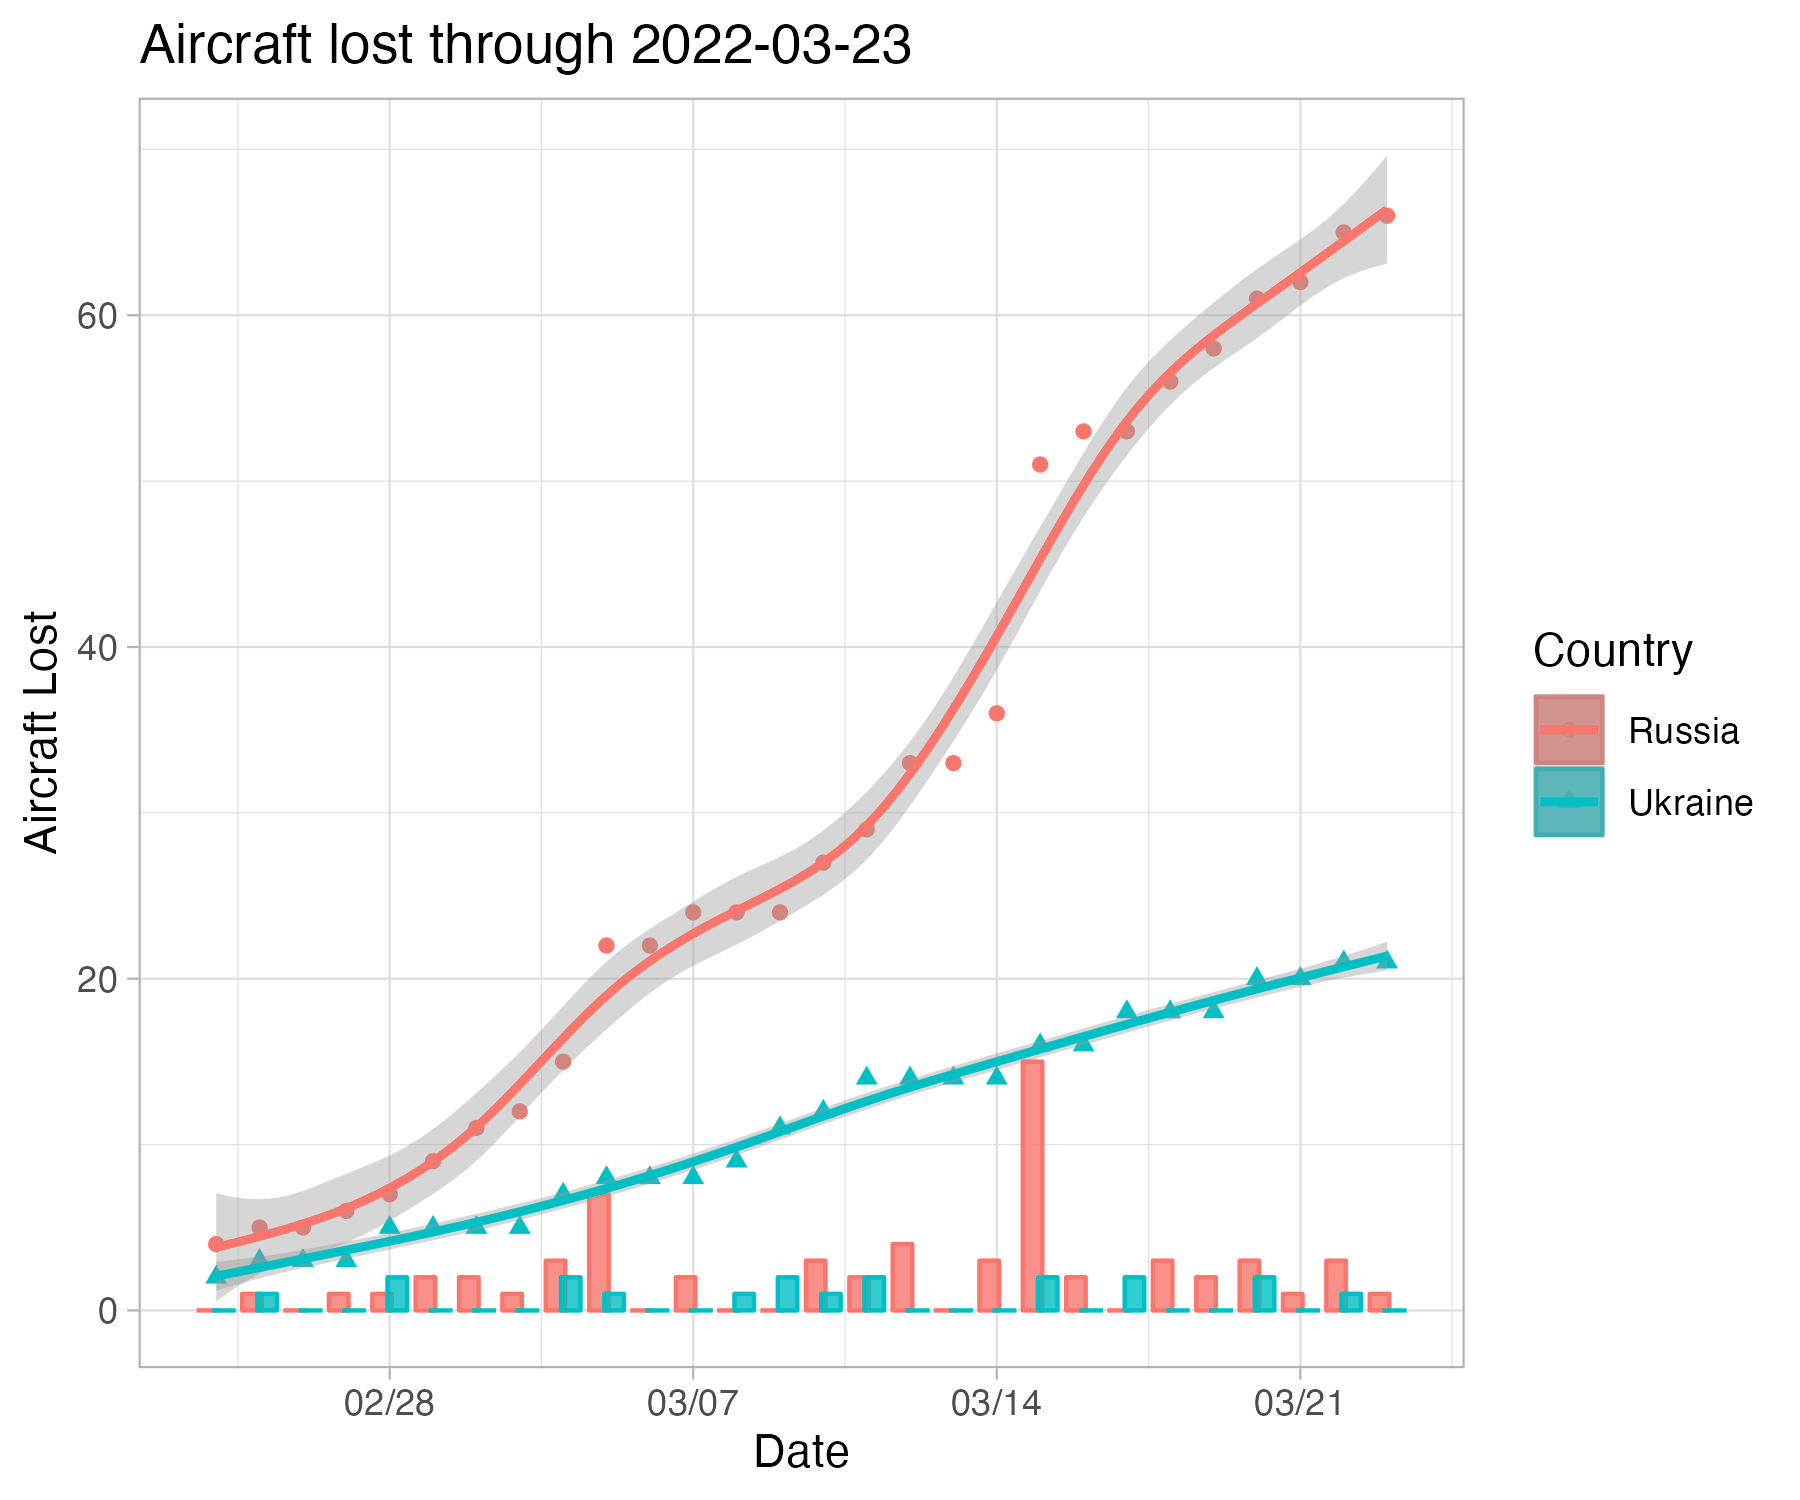 Aircraft lost through 2022-03-23
Aircraft Lost
60
40
20
0
02/28 03/07 03/14 03/21
Date
Country
Russia
Ukraine